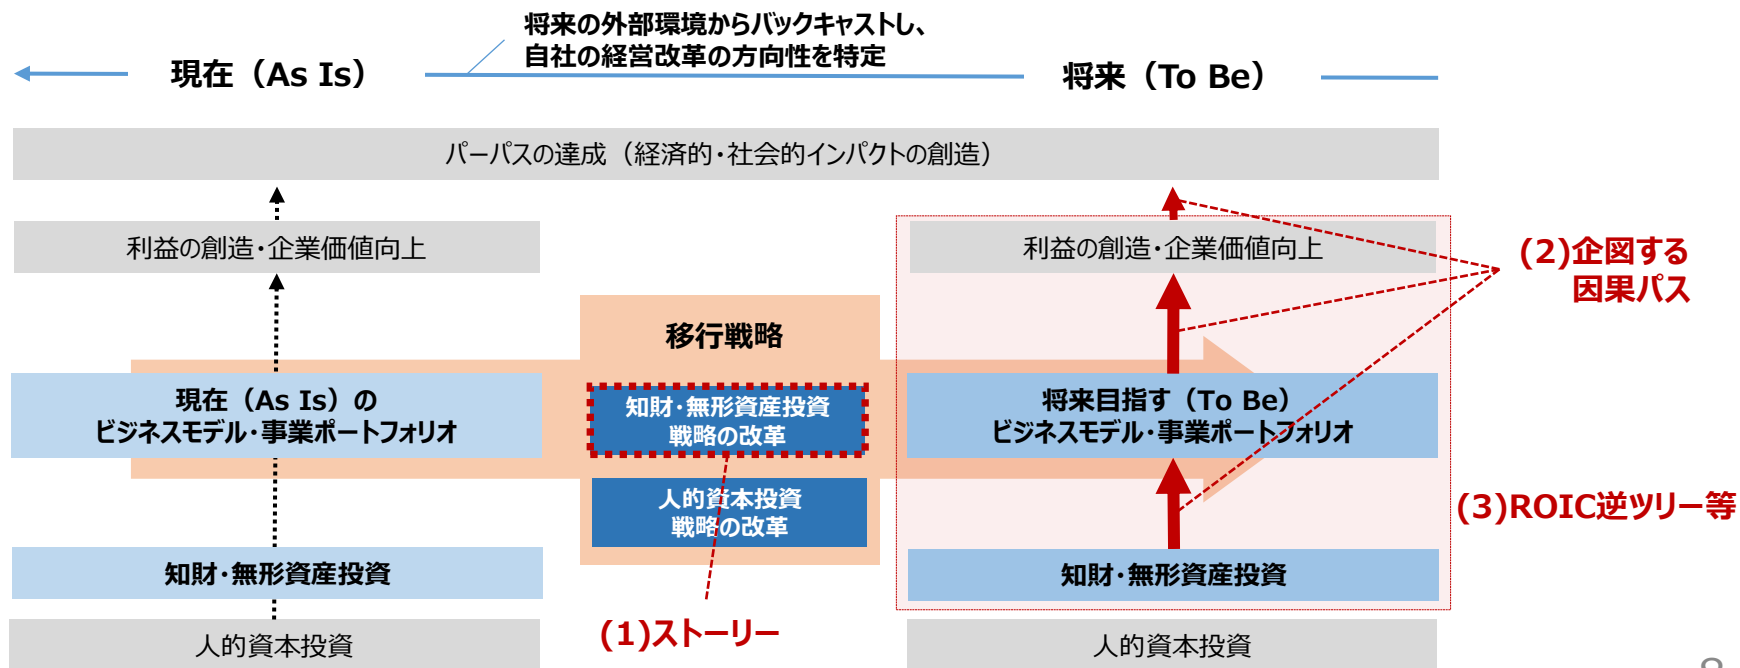 将来の外部環境からバックキャストし、
自社の経営改革の方向性を特定
現在（As Is）
将来（To Be）
パーパスの達成（経済的・社会的インパクトの創造）
利益の創造・企業価値向上
利益の創造・企業価値向上
(2)企図する
因果パス
移行戦略
現在（As Is）の
ビジネスモデル・事業ポートフォリオ
知財・無形資産投資
戦略の改革
将来目指す（To Be）
ビジネスモデル・事業ポートフォリオ
人的資本投資
戦略の改革
(3)ROIC逆ツリー等
知財・無形資産投資
知財・無形資産投資
(1)ストーリー
人的資本投資
人的資本投資